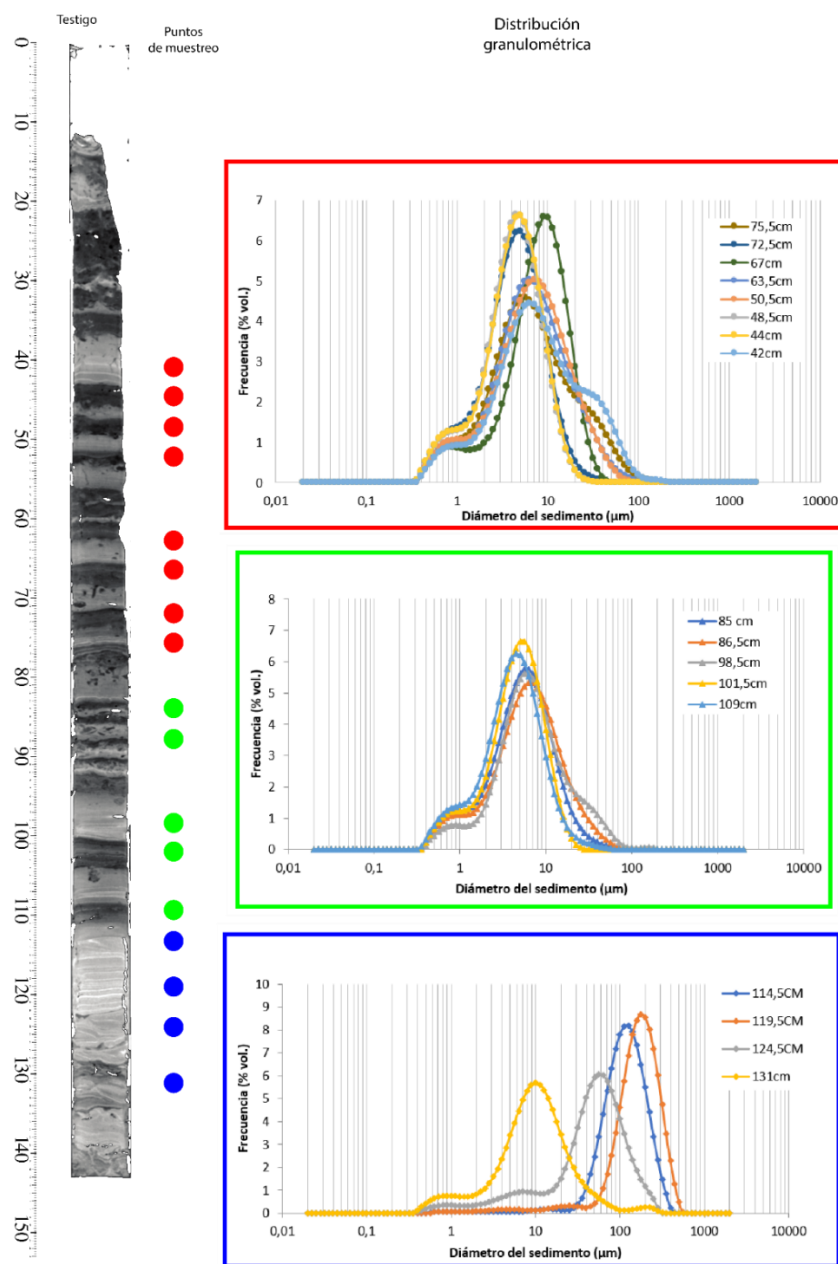 Testigo
Puntos
de muestreo
Distribución
granulométrica
0
10
20
30
40
50
60
70
80
90
100
110
120
130
140
150
7
6
5
4
3
2
1
0
Frecuencia (% vol.)
75,5cm
72,5cm
67cm
63,5cm
50,5cm
48,5cm
44cm
42cm
0,01 0,1 1 10 100 1000 10000
Diámetro del sedimento (µm)
8
7
6
5
4
3
2
1
0
Frecuencia (% vol.)
85 cm
86,5cm
98,5cm
101,5cm
109cm
0,01 0,1 1 10 100 1000 10000
Diámetro del sedimento (µm)
10
9
8
7
6
5
4
3
2
1
0
Frecuencia (% vol.)
114,5CM
119,5CM
124,5CM
131cm
0,01 0,1 1 10 100 1000 10000
Diámetro del sedimento (µm)